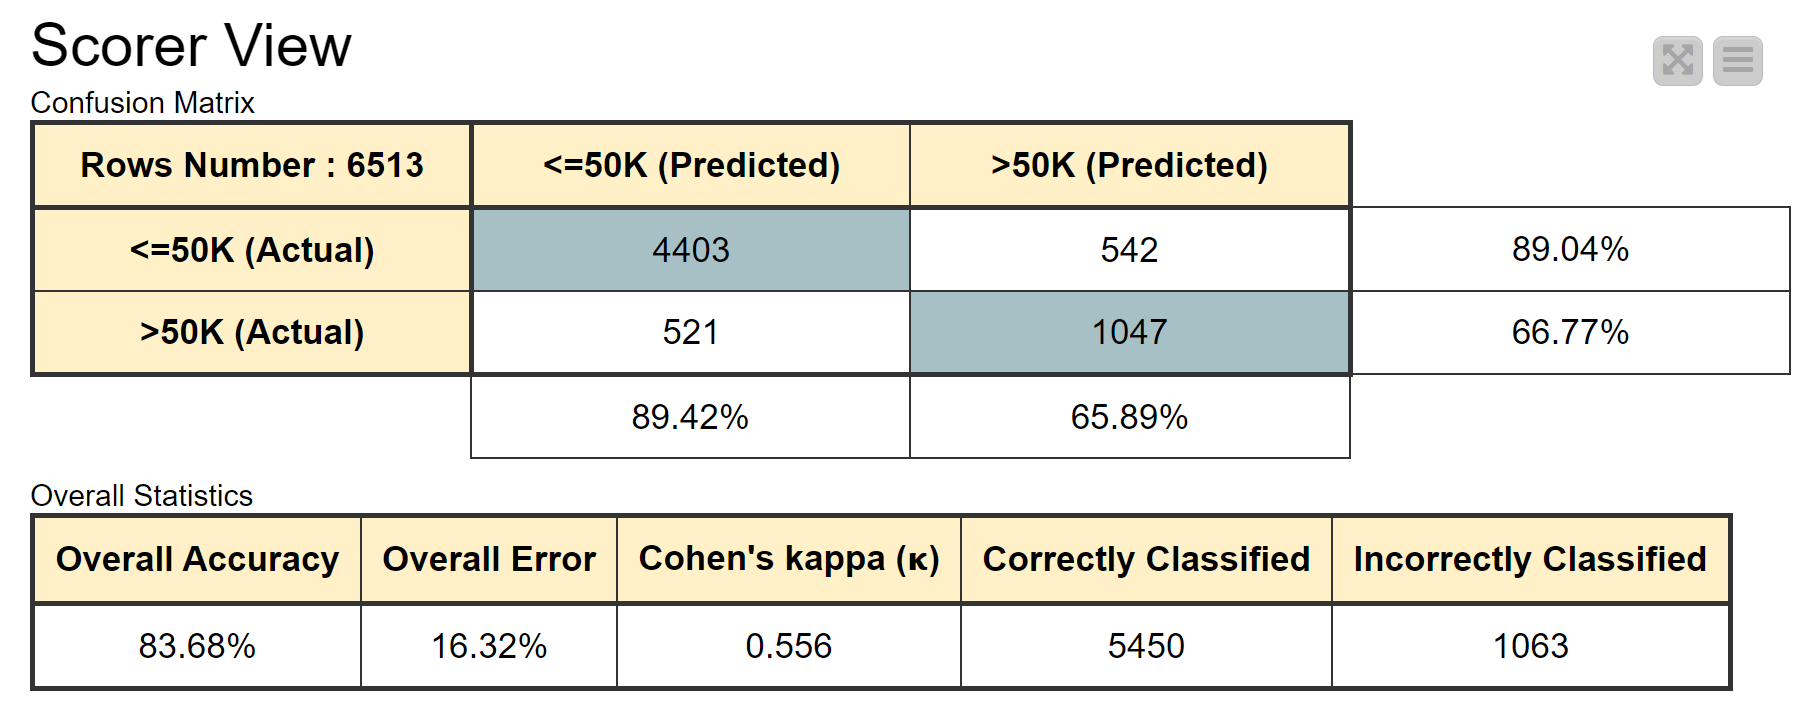 Scorer View
Confusion Matrix
Rows Number : 6513 <=50K (Predicted) >50K (Predicted)
<=50K (Actual) 4403 542 89.04%
>50K (Actual) 521 1047 66.77%
89.42% 65.89%
Overall Statistics
Overall Accuracy Overall Error Cohen's kappa (κ) Correctly Classified Incorrectly Classified
83.68% 16.32% 0.556 5450 1063